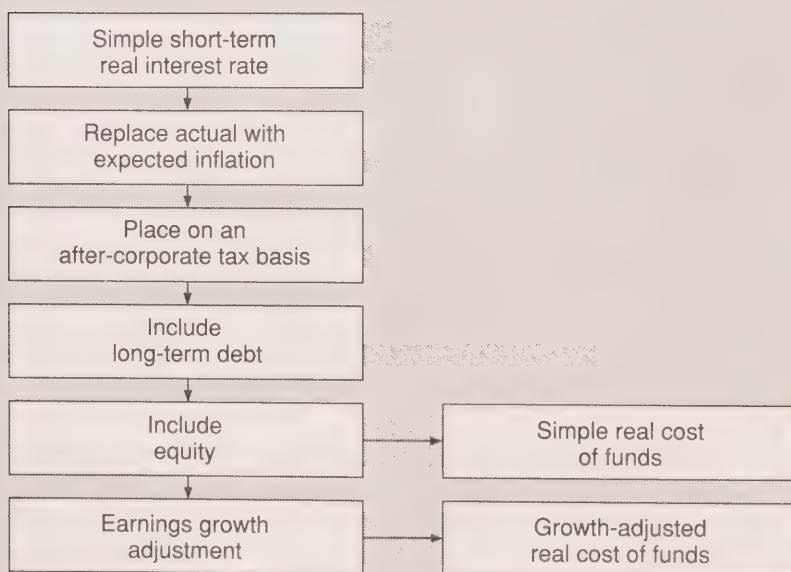 Simple short-term
real interest rate
Replace actual with
expected inflation
Place on an
after-corporate tax basis
Include
long-term debt
Include
equity
Simple real cost
of funds
Earnings growth
adjustment
Growth-adjusted
real cost of funds